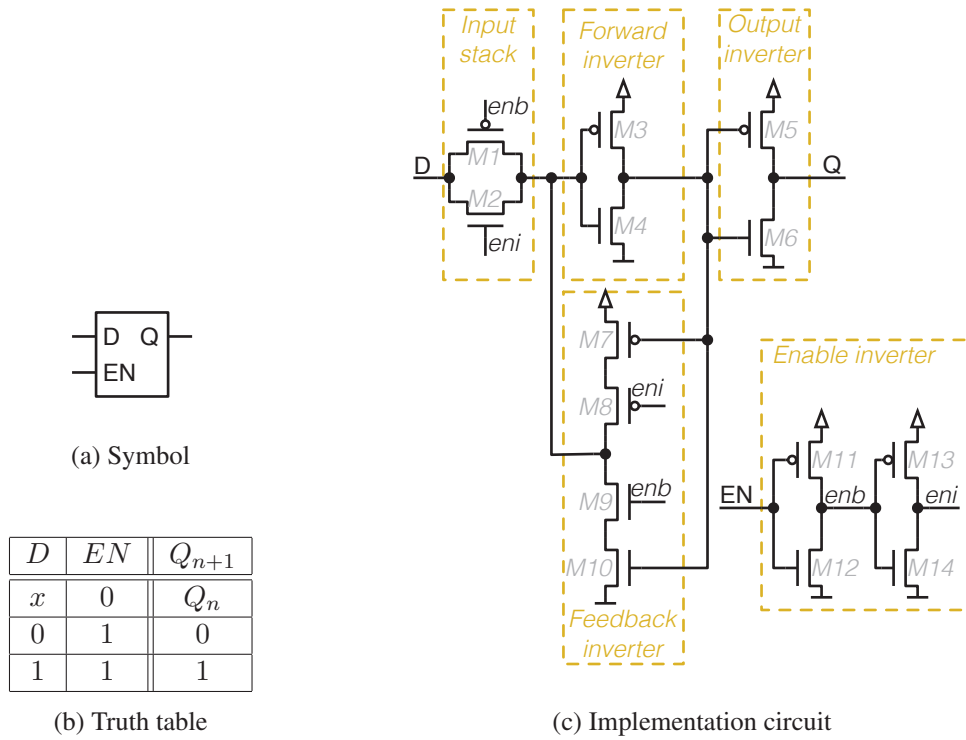 Input
stack
Forward
inverter
Output
inverter
enb
M3
M5
D
M1
Q
M2
M4
M6
eni
M7
D Q
EN
eni
M8
Enable inverter
(a) Symbol
M11
M13
enb
M9
EN
enb
eni
D EN Qn+1
x 0 Qn
M10
M12
M14
0 1 0
1 1 1
Feedback
inverter
(b) Truth table
(c) Implementation circuit